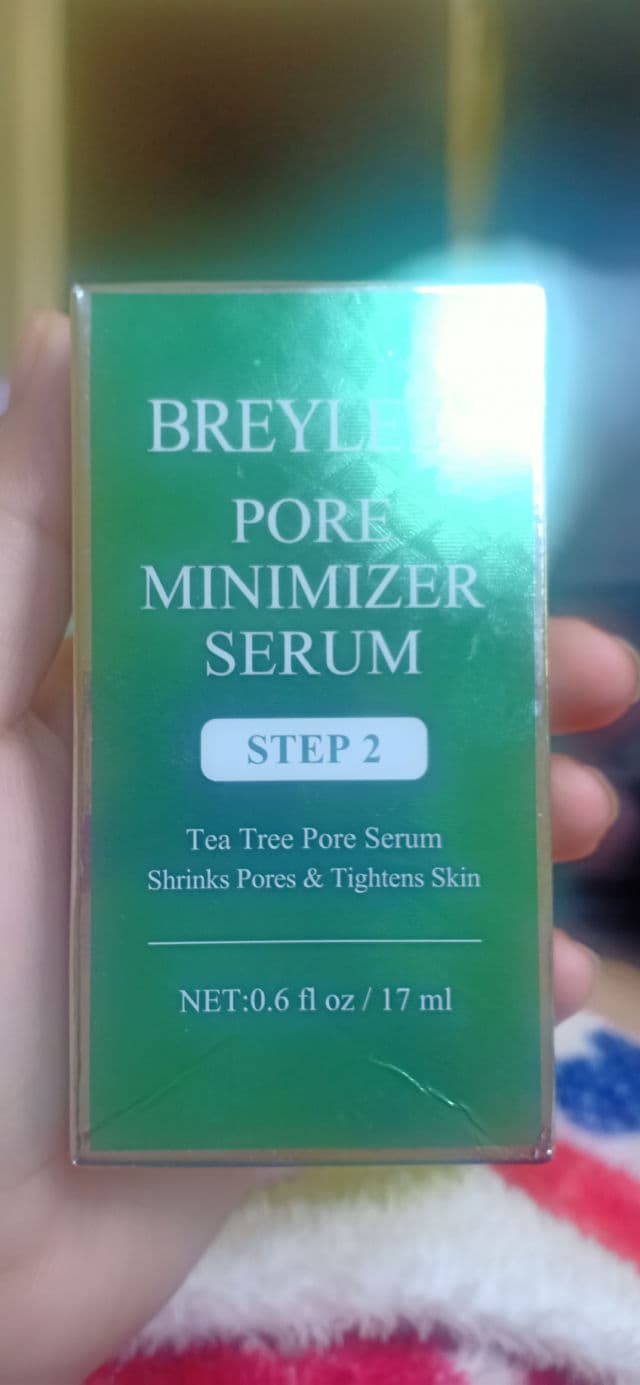 PORE
MINIMIZER
SERUM
STEP 2
Tea Tree Pore Serum
Shrinks Pores & Tightens Skin
NET:0.6 fl oz / 17 ml